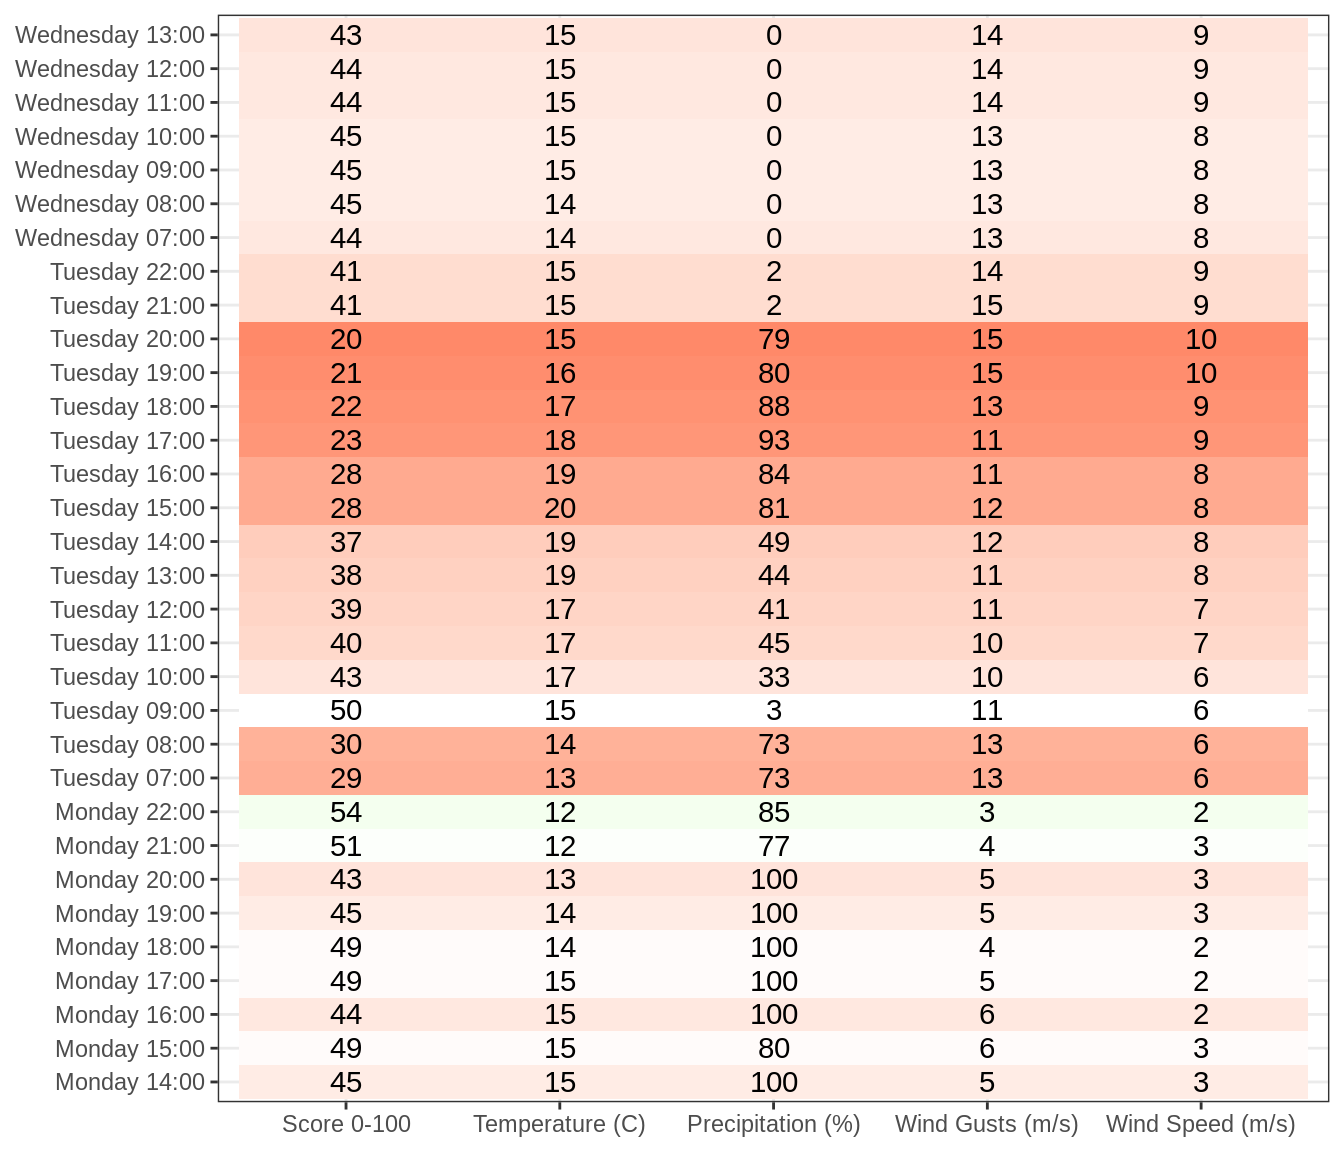 Wednesday 13:00 43 15 0 14 9
Wednesday 12:00 44 15 0 14 9
Wednesday 11:00 44 15 0 14 9
Wednesday 10:00 45 15 0 13 8
Wednesday 09:00 45 15 0 13 8
Wednesday 08:00 45 14 0 13 8
Wednesday 07:00 44 14 0 13 8
Tuesday 22:00 41 15 2 14 9
Tuesday 21:00 41 15 2 15 9
Tuesday 20:00 20 15 79 15 10
Tuesday 19:00 21 16 80 15 10
Tuesday 18:00 22 17 88 13 9
Tuesday 17:00 23 18 93 11 9
Tuesday 16:00 28 19 84 11 8
Tuesday 15:00 28 20 81 12 8
Tuesday 14:00 37 19 49 12 8
Tuesday 13:00 38 19 44 11 8
Tuesday 12:00 39 17 41 11 7
Tuesday 11:00 40 17 45 10 7
Tuesday 10:00 43 17 33 10 6
Tuesday 09:00 50 15 3 11 6
Tuesday 08:00 30 14 73 13 6
Tuesday 07:00 29 13 73 13 6
Monday 22:00 54 12 85 3 2
Monday 21:00 51 12 77 4 3
Monday 20:00 43 13 100 5 3
Monday 19:00 45 14 100 5 3
Monday 18:00 49 14 100 4 2
Monday 17:00 49 15 100 5 2
Monday 16:00 44 15 100 6 2
Monday 15:00 49 15 80 6 3
Monday 14:00 45 15 100 5 3
Score 0-100 Temperature (C) Precipitation (%) Wind Gusts (m/s) Wind Speed (m/s)